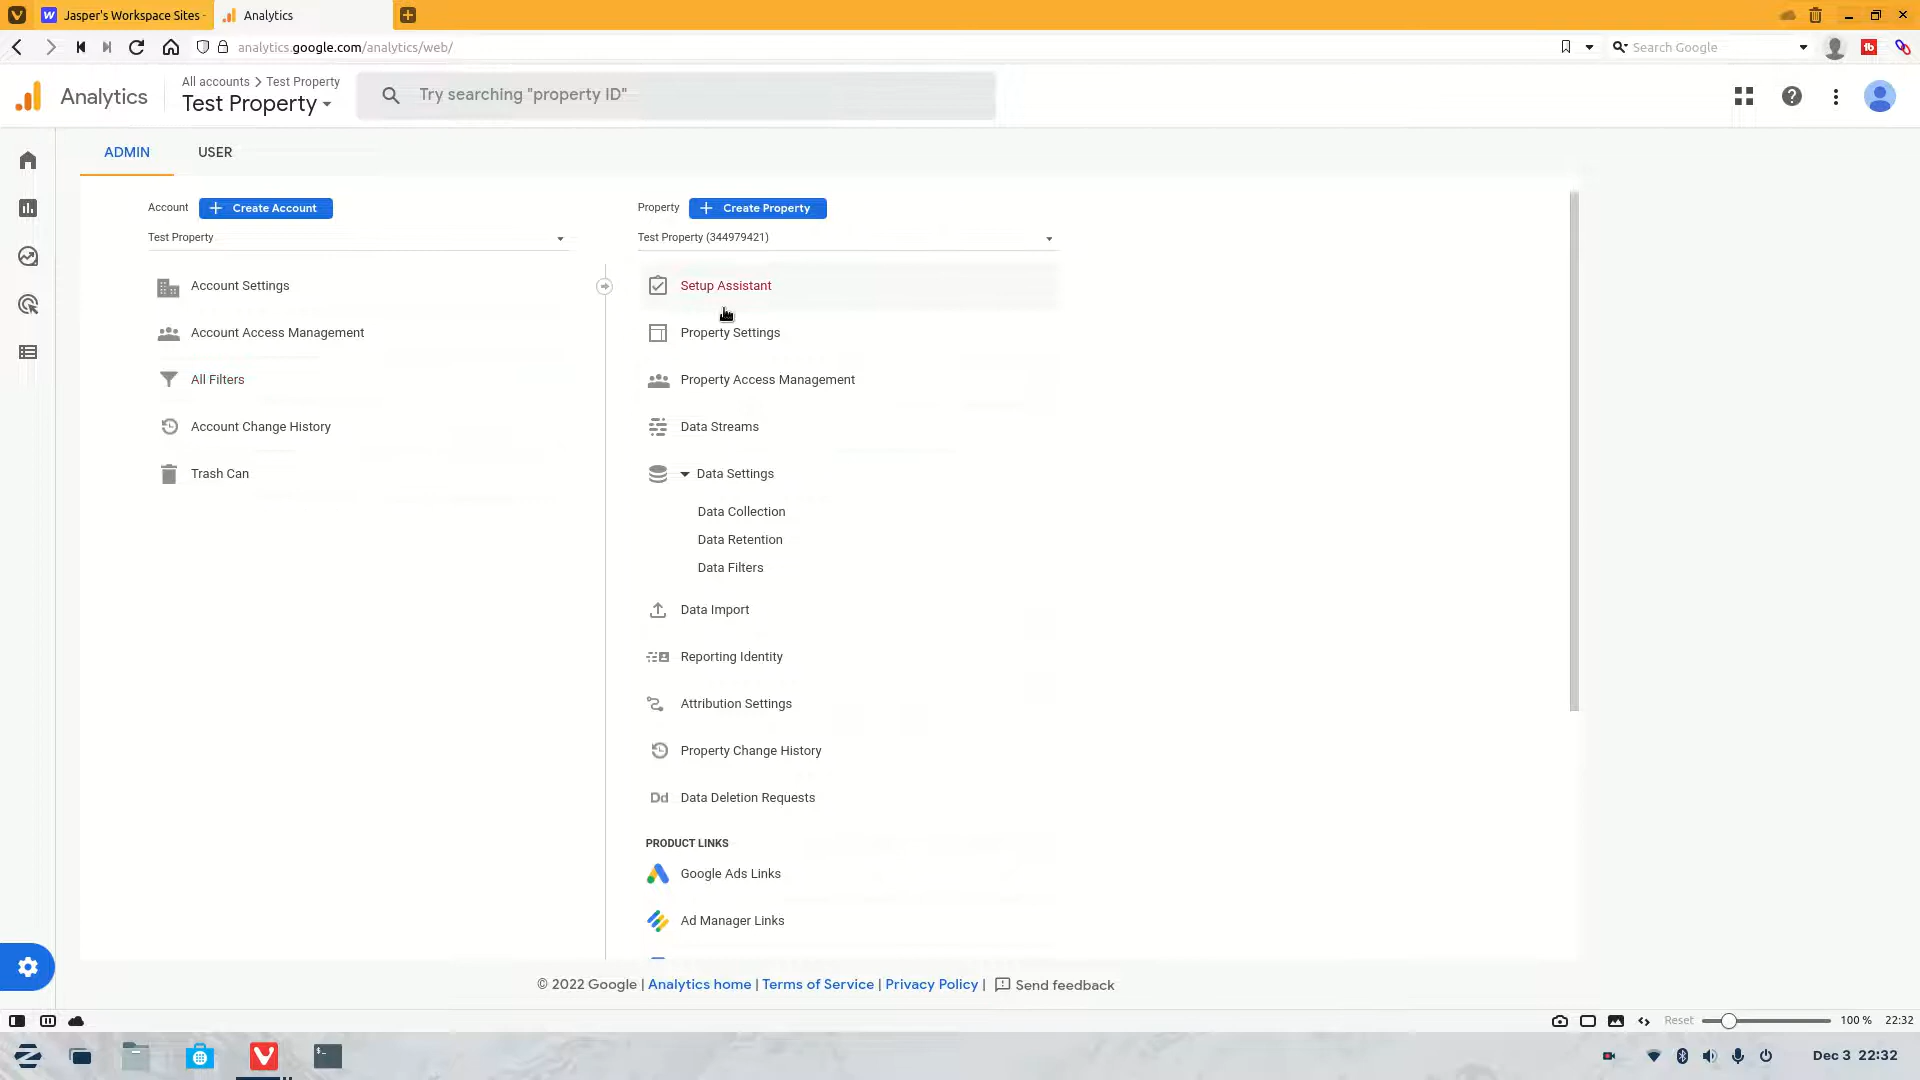 Jasper's Workspace Sites -
Analytics
analytics.google.com/analytics/web/
Search Google
Analytics
All accounts > Test Property
Test Property
Try searching "property ID"
ADMIN
USER
Account
Create Account
Test Property
Account Settings
Account Access Management
All Filters
Account Change History
Trash Can
Property
Create Property
Test Property (344979421)
Setup Assistant
Property Settings
Property Access Management
Data Streams
Data Settings
Data Collection
Data Retention
Data Filters
Data Import
Reporting Identity
Attribution Settings
Property Change History
Dd Data Deletion Requests
PRODUCT LINKS
Google Ads Links
Ad Manager Links
© 2022 Google | Analytics home | Terms of Service | Privacy Policy | Send feedback
Reset 100 % 22:32
Dec 3 22:32